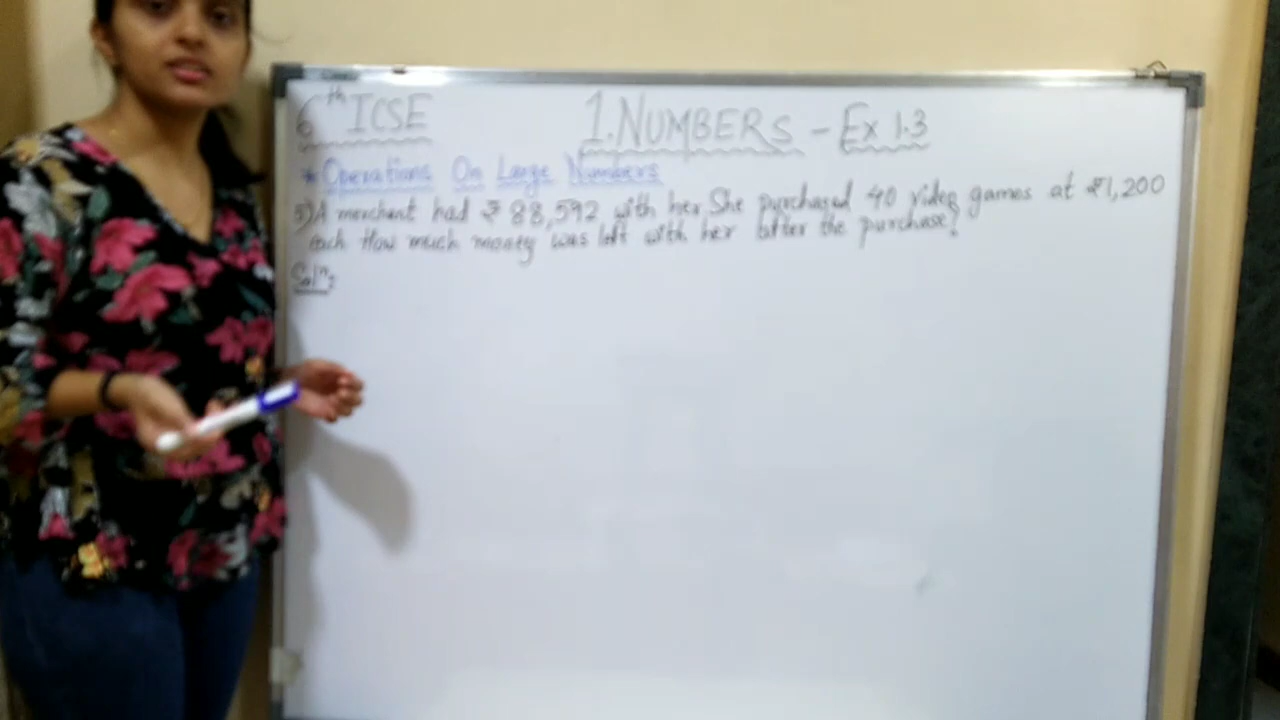 6th ICSE
1. NUMBERS - Ex 1.3
* Operations On Large Numbers
5) A merchant had ₹ 88,592 with her. She purchased 40 video games at ₹1,200
each. How much money was left with her after the purchase?
Solⁿ: